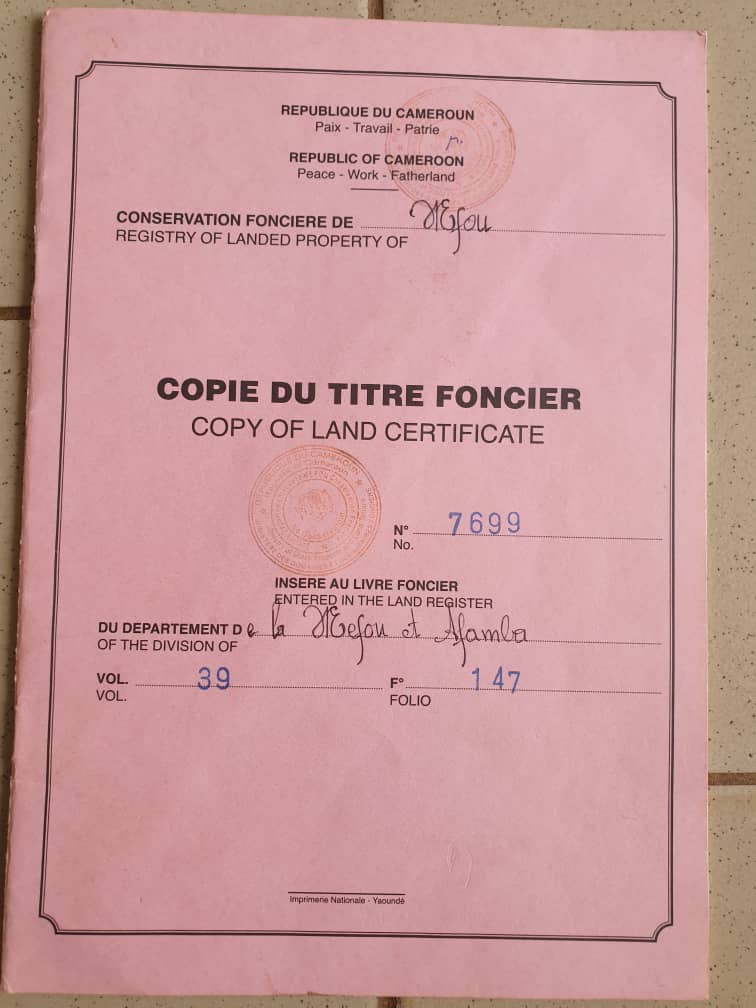 REPUBLIQUE DU CAMEROUN
Paix - Travail - Patrie
REPUBLIC OF CAMEROON
Peace - Work - Fatherland
CONSERVATION FONCIERE DE Mefou
REGISTRY OF LANDED PROPERTY OF
COPIE DU TITRE FONCIER
COPY OF LAND CERTIFICATE
N° 7699
No.
INSERE AU LIVRE FONCIER
ENTERED IN THE LAND REGISTER
DU DEPARTEMENT De la Mefou et Afamba
OF THE DIVISION OF
VOL. 39 F° 147
VOL. FOLIO
Imprimerie Nationale - Yaoundé